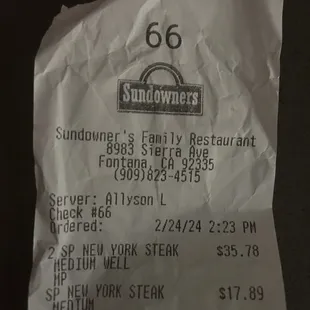 66
Sundowners
Sundowner's Family Restaurant
8983 Sierra Ave
Fontana, CA 92335
(909)823-4515
Server: Allyson L
Check #66
Ordered: 2/24/24 2:23 PM
2 SP NEW YORK STEAK $35.78
MEDIUM WELL
MP
SP NEW YORK STEAK $17.89
MEDIUM